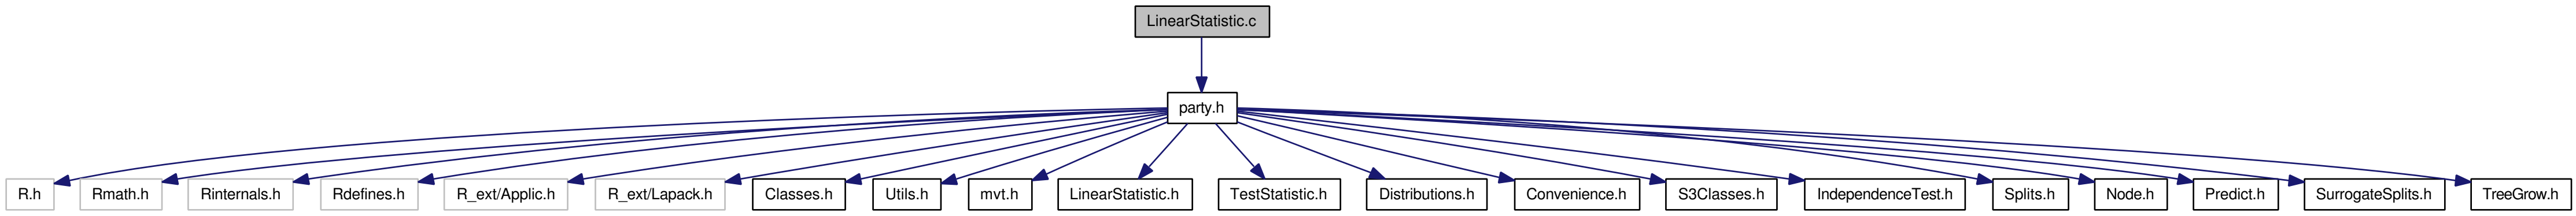 LinearStatistic.c
party.h
R.h
Rmath.h
Rinternals.h
Rdefines.h
R_ext/Applic.h
R_ext/Lapack.h
Classes.h
Utils.h
mvt.h
LinearStatistic.h
TestStatistic.h
Distributions.h
Convenience.h
S3Classes.h
IndependenceTest.h
Splits.h
Node.h
Predict.h
SurrogateSplits.h
TreeGrow.h